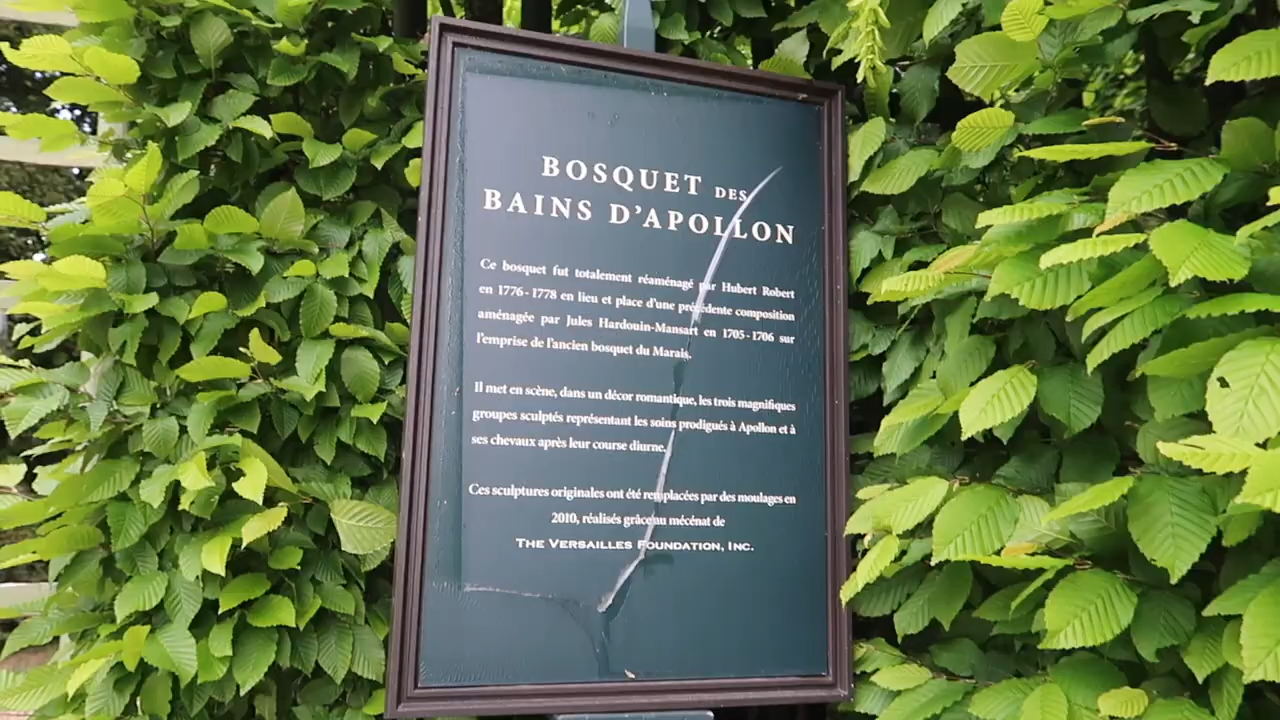 BOSQUET DES
BAINS D'APOLLON
Ce bosquet fut totalement réaménagé par Hubert Robert
en 1776-1778 en lieu et place d'une précédente composition
aménagée par Jules Hardouin-Mansart en 1705-1706 sur
l'emprise de l'ancien bosquet du Marais.
Il met en scène, dans un décor romantique, les trois magnifiques
groupes sculptés représentant les soins prodigués à Apollon et à
ses chevaux après leur course diurne.
Ces sculptures originales ont été remplacées par des moulages en
2010, réalisés grâce au mécénat de
THE VERSAILLES FOUNDATION, INC.